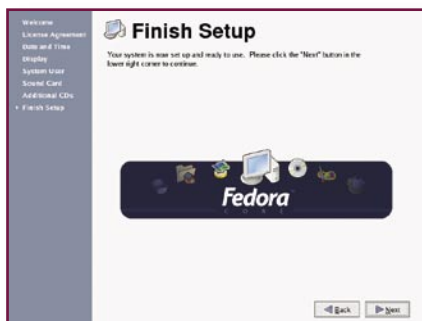 Welcome
License Agreement
Date and Time
Display
System User
Sound Card
Additional CDs
Finish Setup
Finish Setup
Your system is now set up and ready to use. Please click the "Next" button in the
lower right corner to continue.
Fedora
CORE
Back
Next